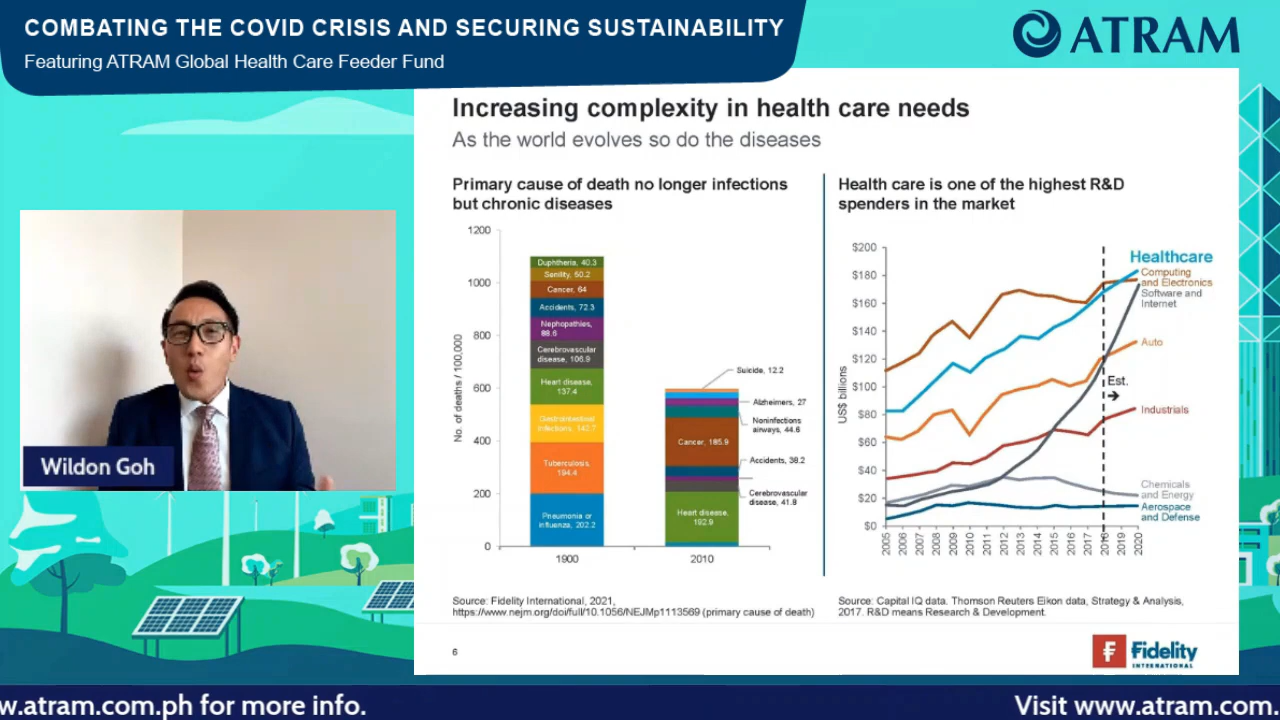 COMBATING THE COVID CRISIS AND SECURING SUSTAINABILITY
Featuring ATRAM Global Health Care Feeder Fund
ATRAM
Increasing complexity in health care needs
As the world evolves so do the diseases
Primary cause of death no longer infections
but chronic diseases
1200
1000
800
600
400
200
0
No. of deaths / 100,000
Duphtheria, 40.3
Sanility, 50.2
Cancer, 64
Accidents, 72.3
Nephopathies,
88.6
Cerebrovascular
disease, 106.9
Heart disease,
137.4
Gastrointestinal
infections, 142.7
Tuberculosis,
194.4
Pneumonia or
influenza, 202.2
Suicide, 12.2
Alzheimers, 27
Noninfections
airways, 44.6
Cancer, 185.9
Accidents, 38.2
Cerebrovascular
disease, 41.8
Heart disease,
192.9
1900
2010
Source: Fidelity International, 2021,
https://www.nejm.org/doi/full/10.1056/NEJMp1113569 (primary cause of death)
Health care is one of the highest R&D
spenders in the market
$200
$180
$160
$140
$120
$100
$80
$60
$40
$20
$0
US$ billions
Healthcare
Computing
and Electronics
Software and
Internet
Auto
Est.
Industrials
Chemicals
and Energy
Aerospace
and Defense
2005
2006
2007
2008
2009
2010
2011
2012
2013
2014
2015
2016
2017
2018
2019
2020
Source: Capital IQ data. Thomson Reuters Eikon data, Strategy & Analysis,
2017. R&D means Research & Development.
6
Fidelity
INTERNATIONAL
Wildon Goh
w.atram.com.ph for more info.
Visit www.atram.com.